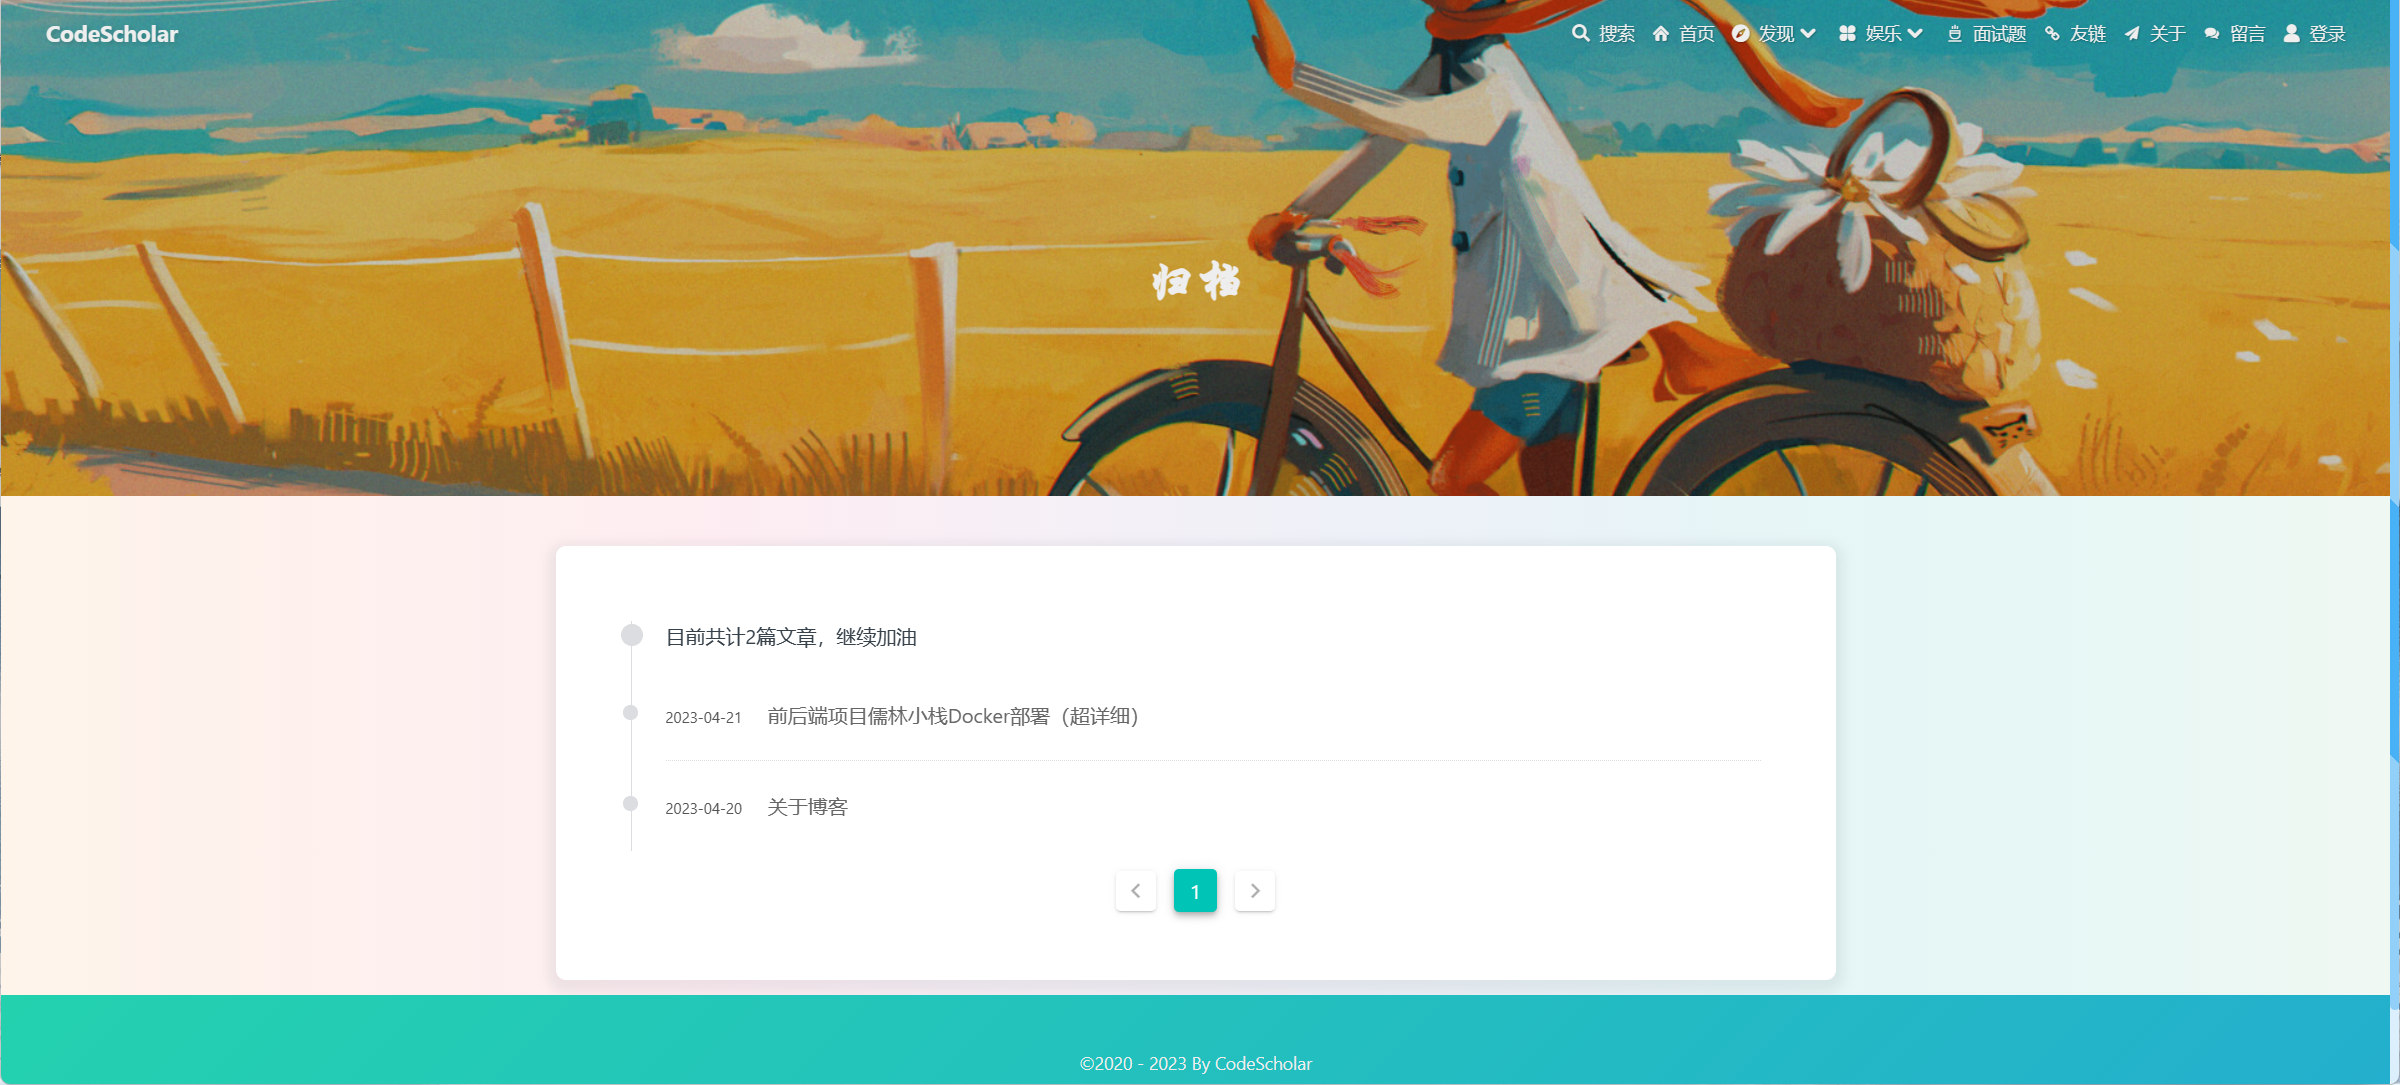 CodeScholar 搜索 首页 发现 娱乐 面试题 友链 关于 留言 登录
归档
目前共计2篇文章，继续加油
2023-04-21 前后端项目儒林小栈Docker部署（超详细）
2023-04-20 关于博客
1
©2020 - 2023 By CodeScholar